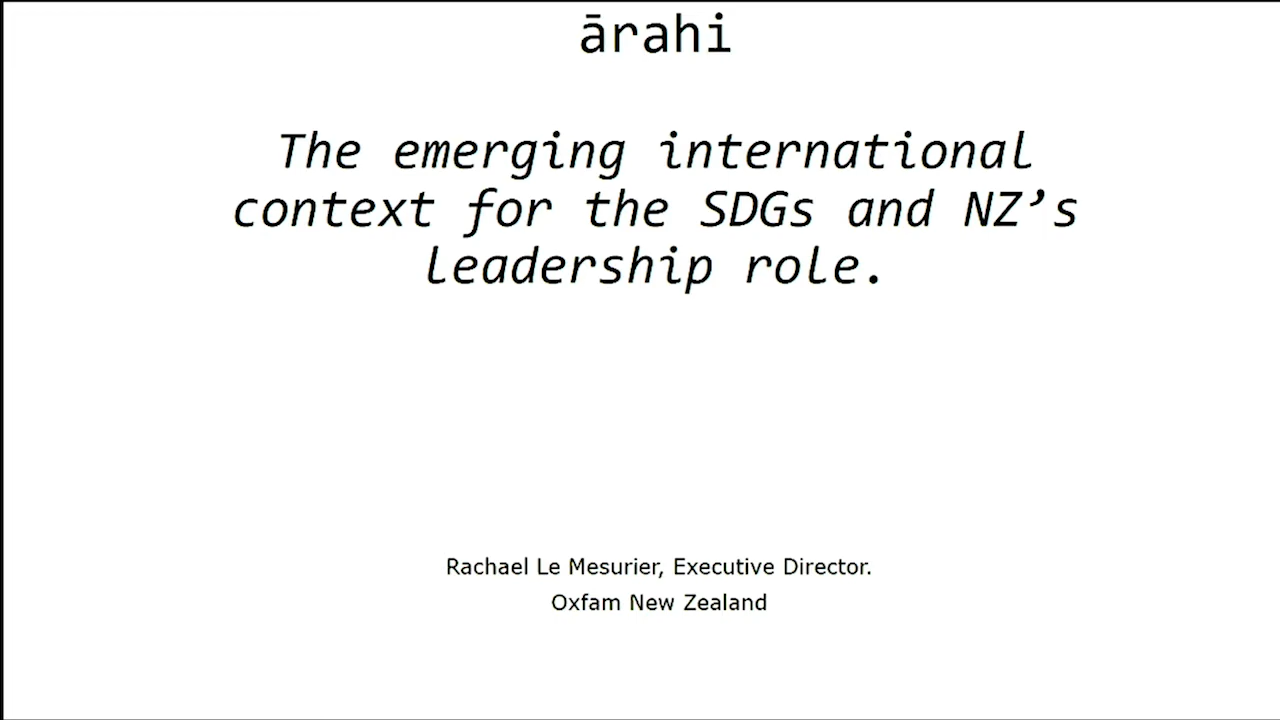 ārahi
The emerging international
context for the SDGs and NZ’s
leadership role.
Rachael Le Mesurier, Executive Director.
Oxfam New Zealand